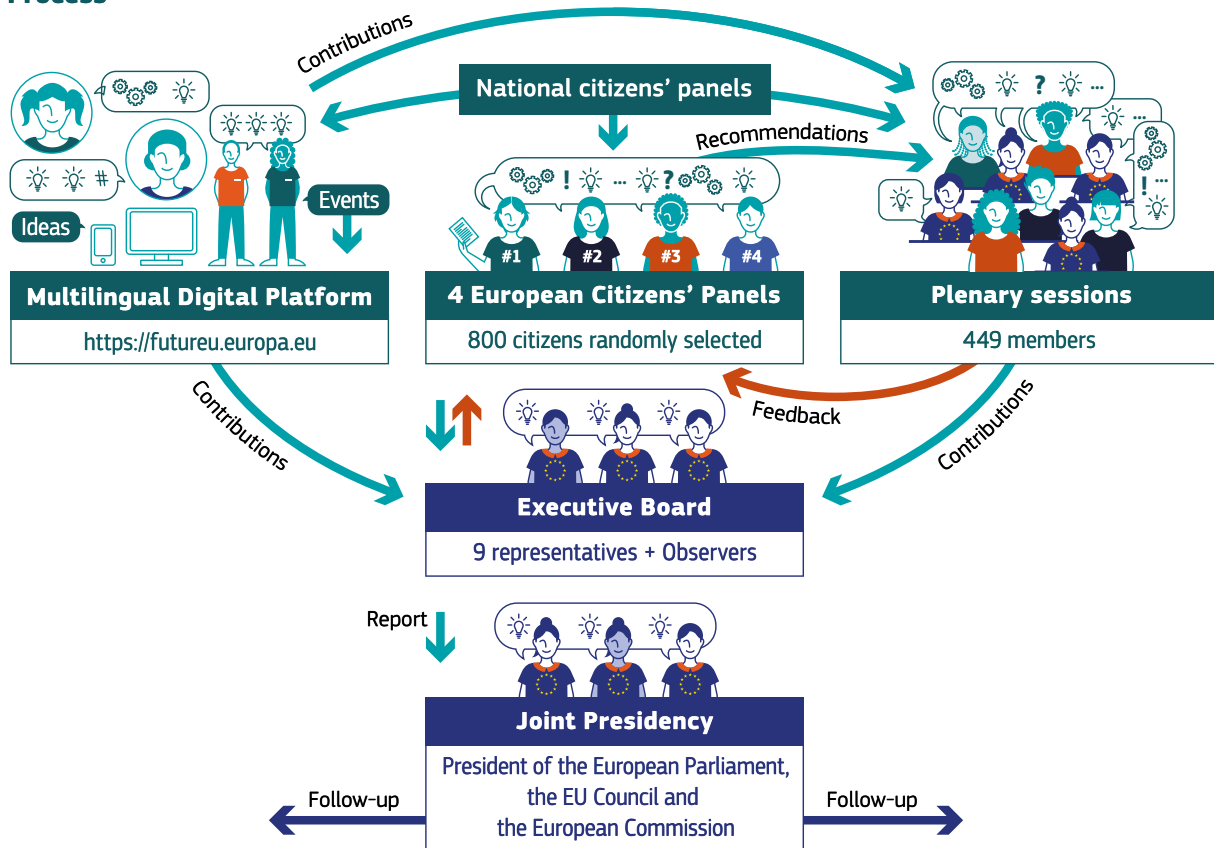 Process
Contributions
National citizens' panels
?
...
Recommendations
...
#
! ... ?
! ...
Ideas
Events
#1 #2 #3 #4
Multilingual Digital Platform
https://futureu.europa.eu
4 European Citizens' Panels
800 citizens randomly selected
Plenary sessions
449 members
Contributions
Feedback
Contributions
Executive Board
9 representatives + Observers
Report
Joint Presidency
President of the European Parliament,
the EU Council and
the European Commission
Follow-up
Follow-up